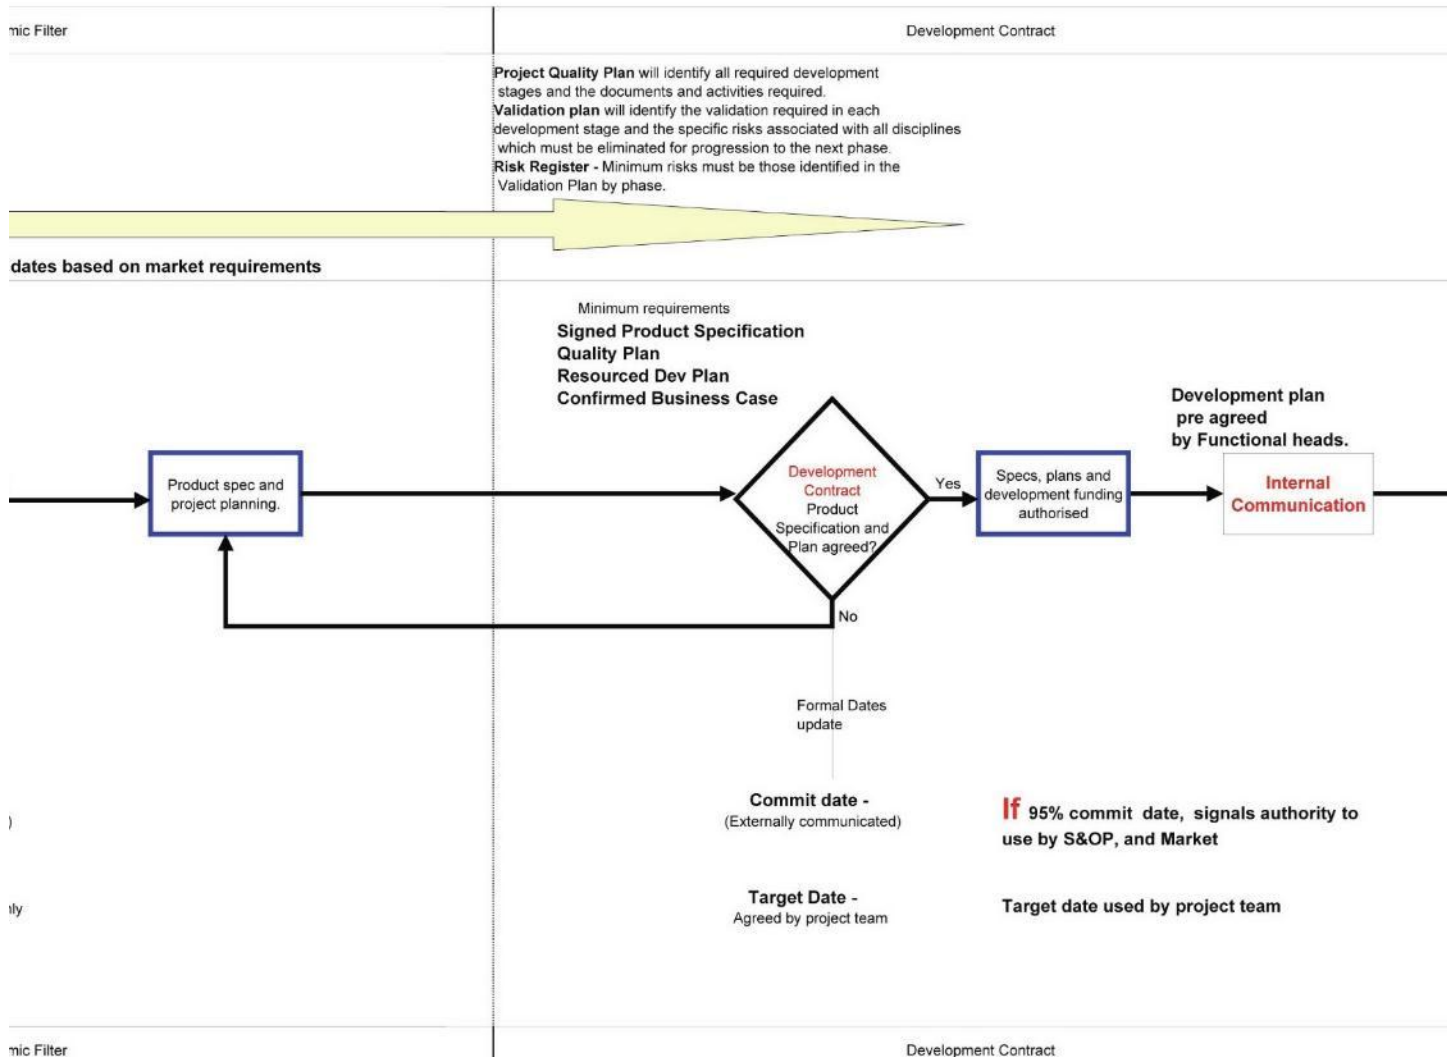 mic Filter
Development Contract
Project Quality Plan will identify all required development
stages and the documents and activities required.
Validation plan will identify the validation required in each
development stage and the specific risks associated with all disciplines
which must be eliminated for progression to the next phase.
Risk Register - Minimum risks must be those identified in the
Validation Plan by phase.
dates based on market requirements
Minimum requirements
Signed Product Specification
Quality Plan
Resourced Dev Plan
Confirmed Business Case
Development plan
pre agreed
by Functional heads.
Product spec and
project planning.
Development
Contract
Product
Specification and
Plan agreed?
Yes
Specs, plans and
development funding
authorised
Internal
Communication
No
Formal Dates
update
Commit date -
(Externally communicated)
If 95% commit date, signals authority to
use by S&OP, and Market
)
Target Date -
Agreed by project team
Target date used by project team
nly
mic Filter
Development Contract